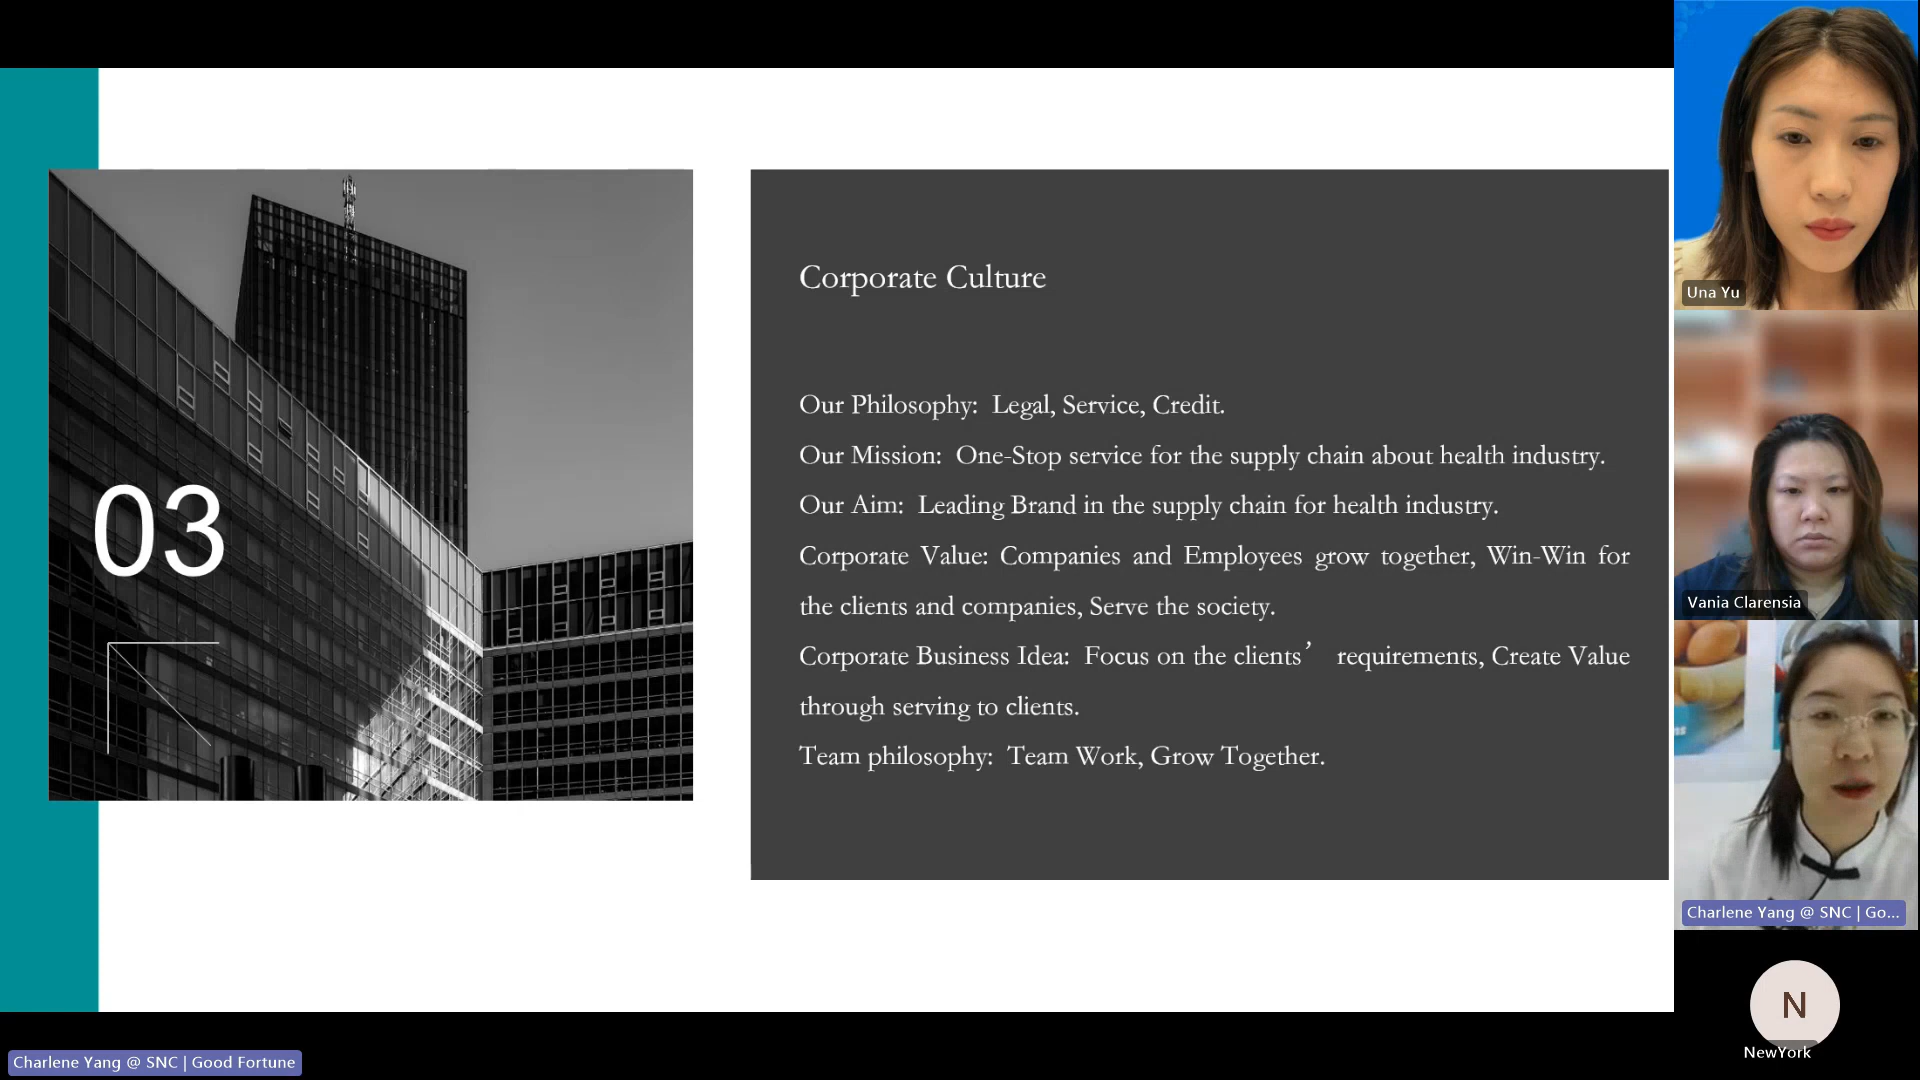 03
Corporate Culture
Our Philosophy: Legal, Service, Credit.
Our Mission: One-Stop service for the supply chain about health industry.
Our Aim: Leading Brand in the supply chain for health industry.
Corporate Value: Companies and Employees grow together, Win-Win for
the clients and companies, Serve the society.
Corporate Business Idea: Focus on the clients’ requirements, Create Value
through serving to clients.
Team philosophy: Team Work, Grow Together.
Una Yu
Vania Clarensia
Charlene Yang @ SNC | Go...
N
NewYork
Charlene Yang @ SNC | Good Fortune